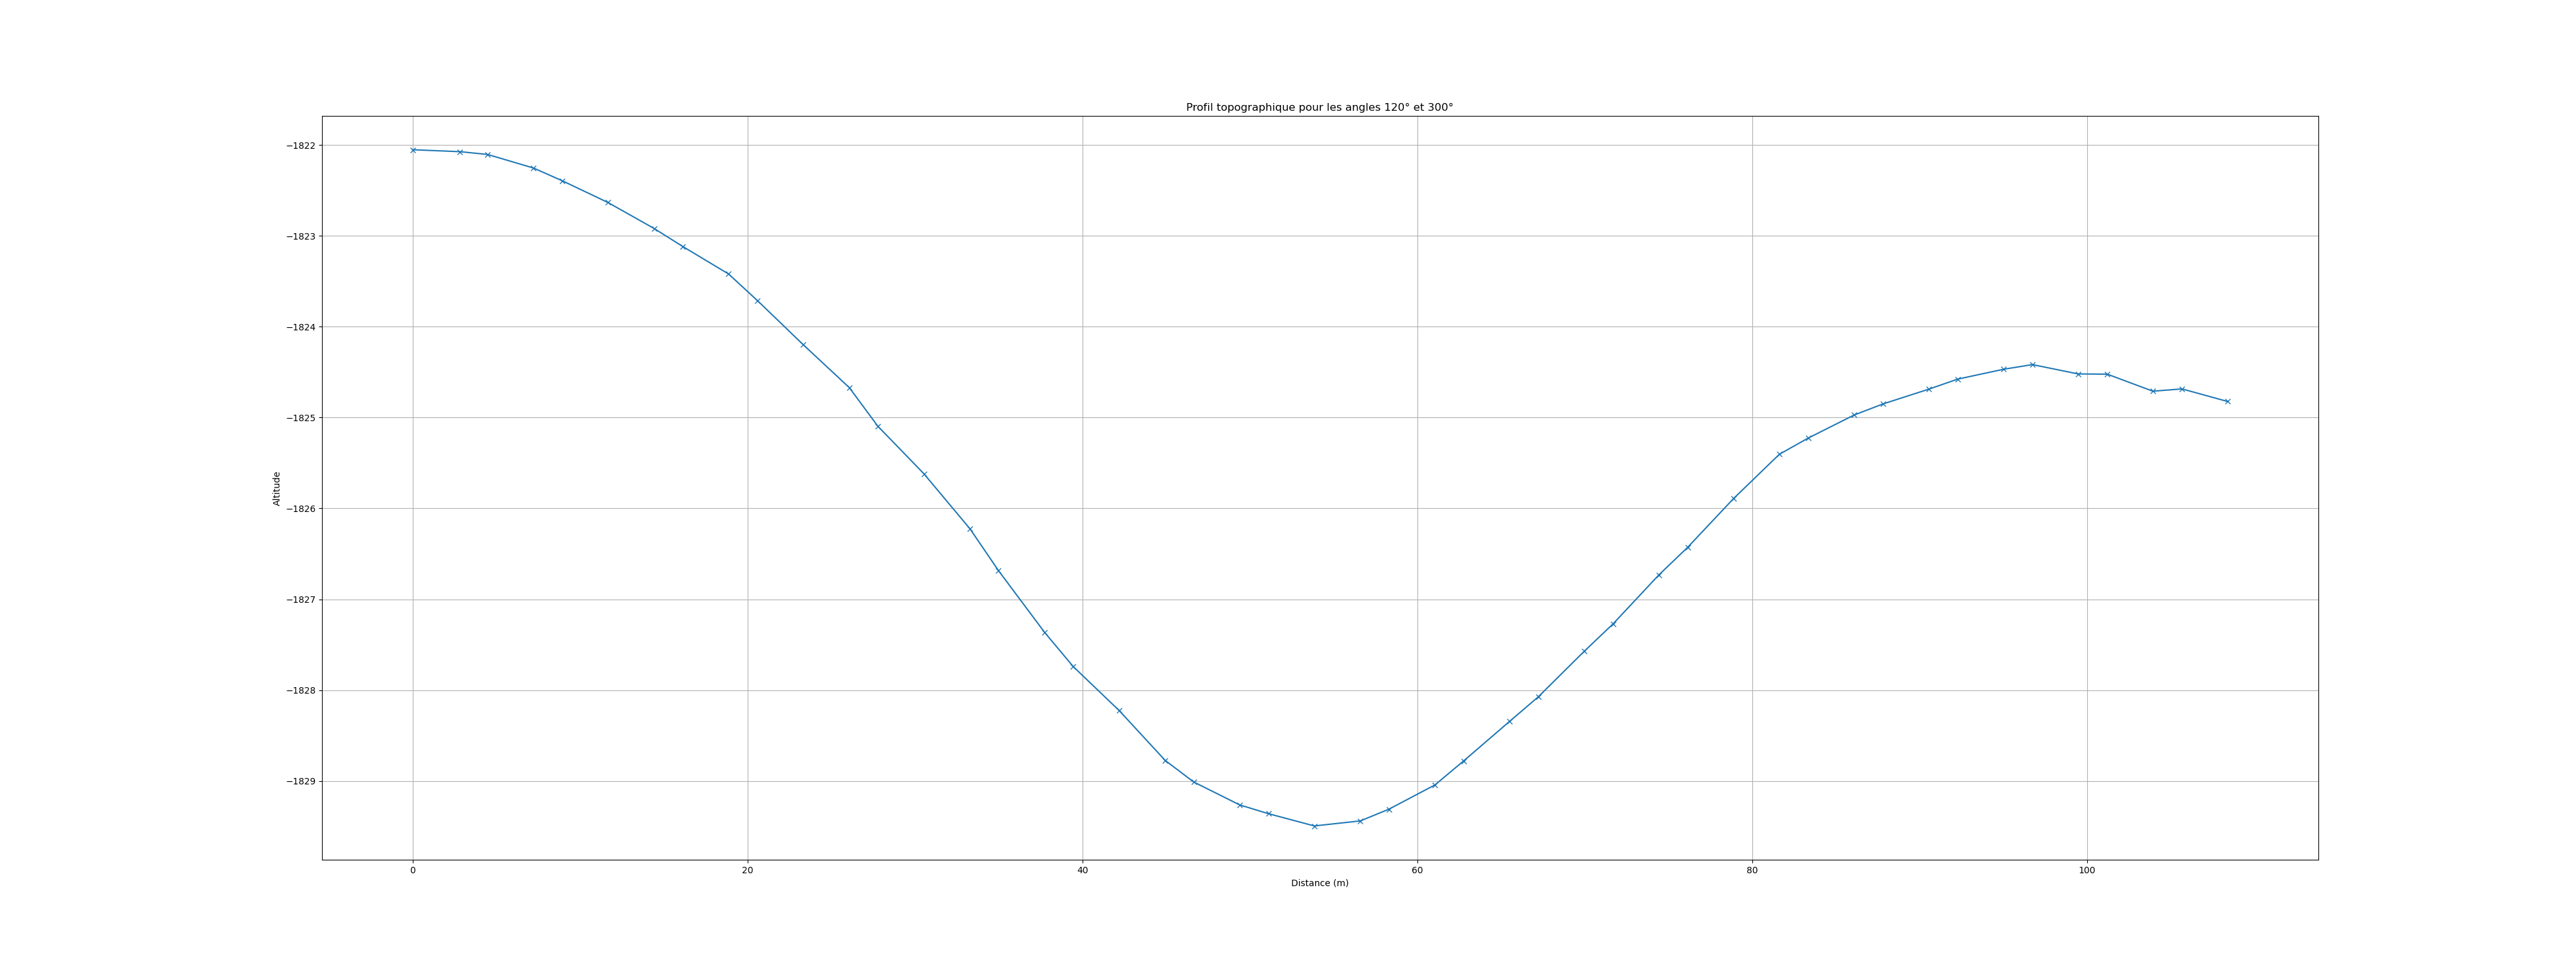 Profil topographique pour les angles 120° et 300°
−1822
−1823
−1824
−1825
−1826
−1827
−1828
−1829
Altitude
0 20 40 60 80 100
Distance (m)